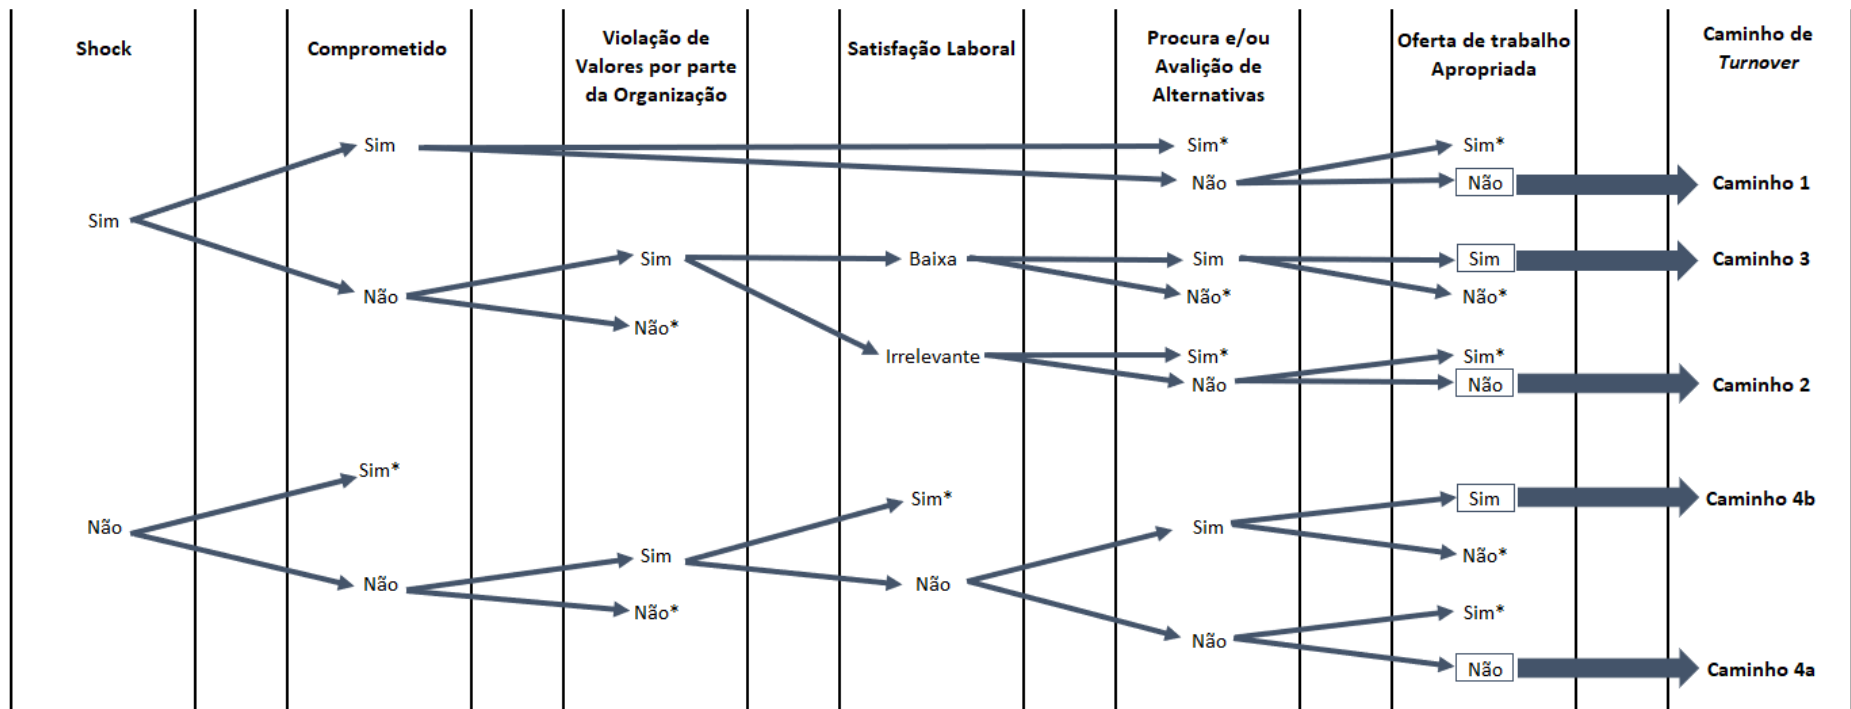 Shock
Comprometido
Violação de
Valores por parte
da Organização
Satisfação Laboral
Procura e/ou
Avalição de
Alternativas
Oferta de trabalho
Apropriada
Caminho de
Turnover
Sim Sim* Sim*
Não Não Caminho 1
Sim
Sim Baixa Sim Sim Caminho 3
Não Não* Não*
Não*
Irrelevante Sim* Sim*
Não Não Caminho 2
Sim*
Sim* Sim Caminho 4b
Não Sim
Sim Não*
Não Não
Não* Sim*
Não
Não Caminho 4a